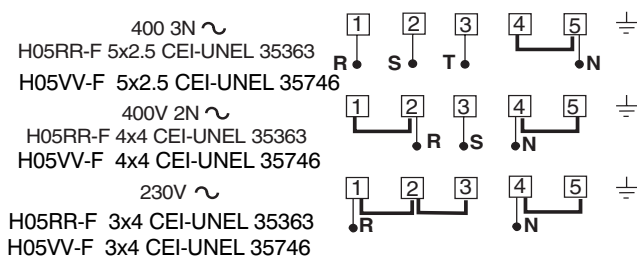 400 3N ～ 1 2 3 4 5
H05RR-F 5x2.5 CEI-UNEL 35363
R S T N
H05VV-F 5x2.5 CEI-UNEL 35746
400V 2N ～ 1 2 3 4 5
H05RR-F 4x4 CEI-UNEL 35363
R S N
H05VV-F 4x4 CEI-UNEL 35746
230V ～ 1 2 3 4 5
H05RR-F 3x4 CEI-UNEL 35363
R N
H05VV-F 3x4 CEI-UNEL 35746